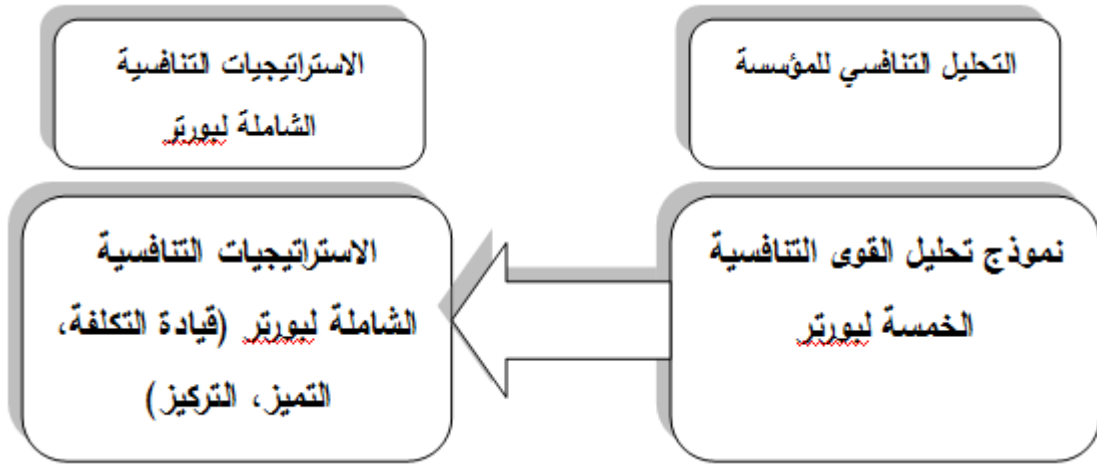 التحليل التنافسي للمؤسسة
الاستراتيجيات التنافسية
الشاملة لبورتر
نموذج تحليل القوى التنافسية
الخمسة لبورتر
الاستراتيجيات التنافسية
الشاملة لبورتر (قيادة التكلفة،
التميز، التركيز)